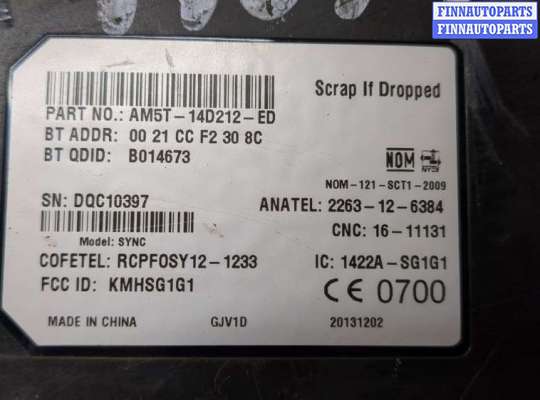 FINNAUTOPARTS
FINNAUTOPARTS
FINNAUTOPARTS
Scrap If Dropped
PART NO.: AM5T-14D212-ED
BT ADDR: 00 21 CC F2 30 8C
BT QDID: B014673
NOM NYCE
NOM-121-SCT1-2009
SN: DQC10397
ANATEL: 2263-12-6384
CNC: 16-11131
Model: SYNC
COFETEL: RCPFOSY12-1233
IC: 1422A-SG1G1
FCC ID: KMHSG1G1
CE 0700
MADE IN CHINA GJV1D 20131202